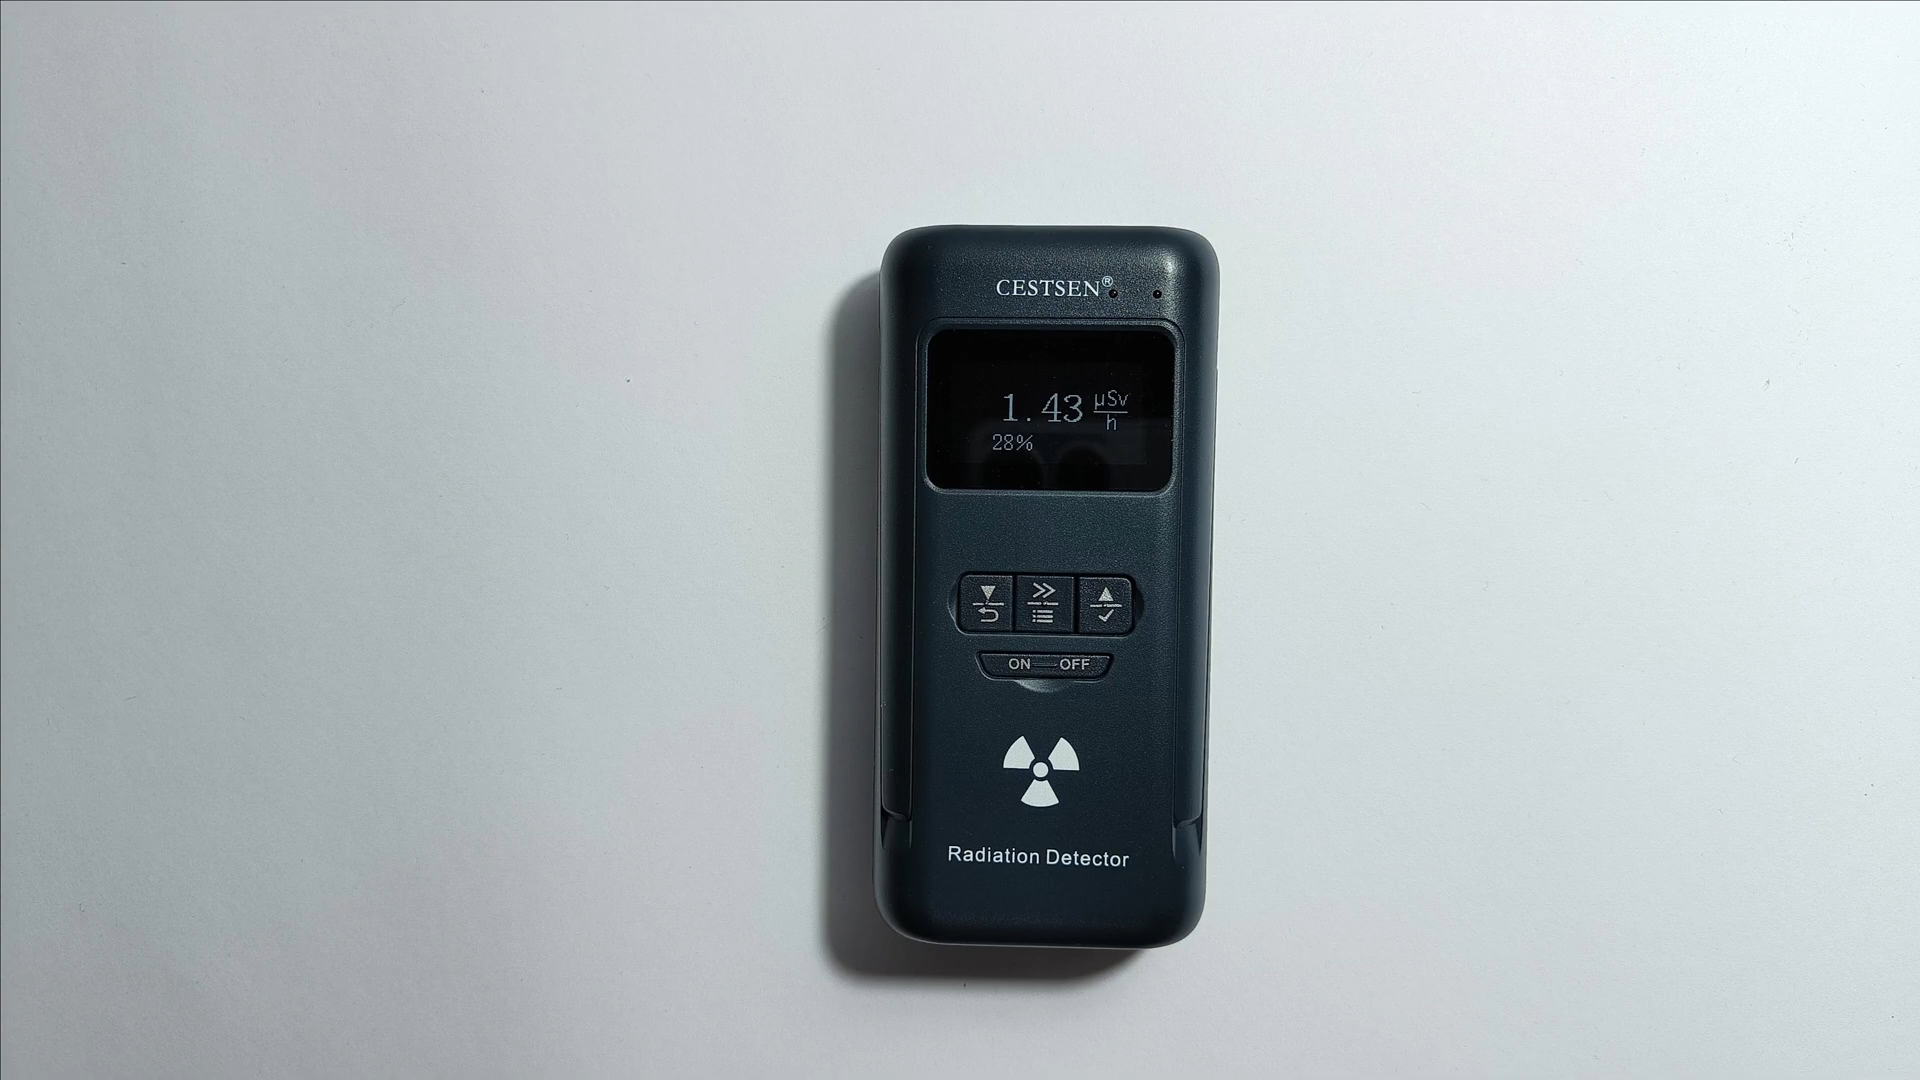 CESTSEN®
1.43 µSv/h
28%
ON OFF
Radiation Detector